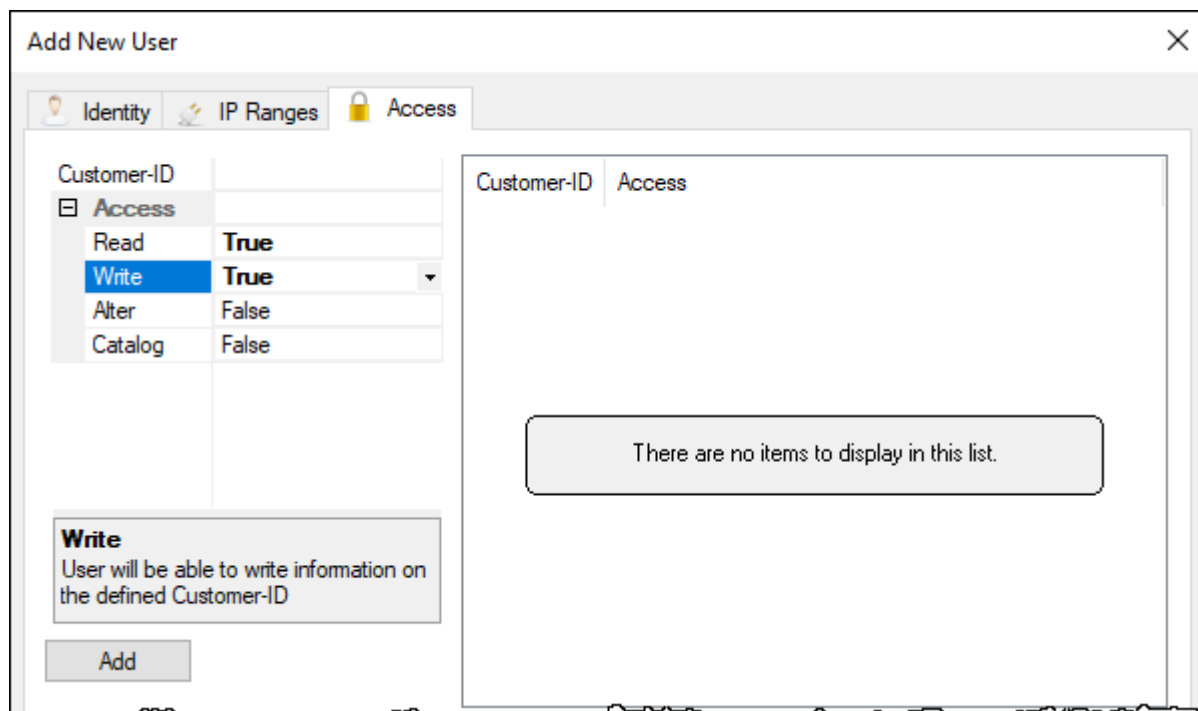 Add New User
Identity IP Ranges Access
Customer-ID
Access
Read True
Write True
Alter False
Catalog False
Write
User will be able to write information on
the defined Customer-ID
Add
Customer-ID Access
There are no items to display in this list.